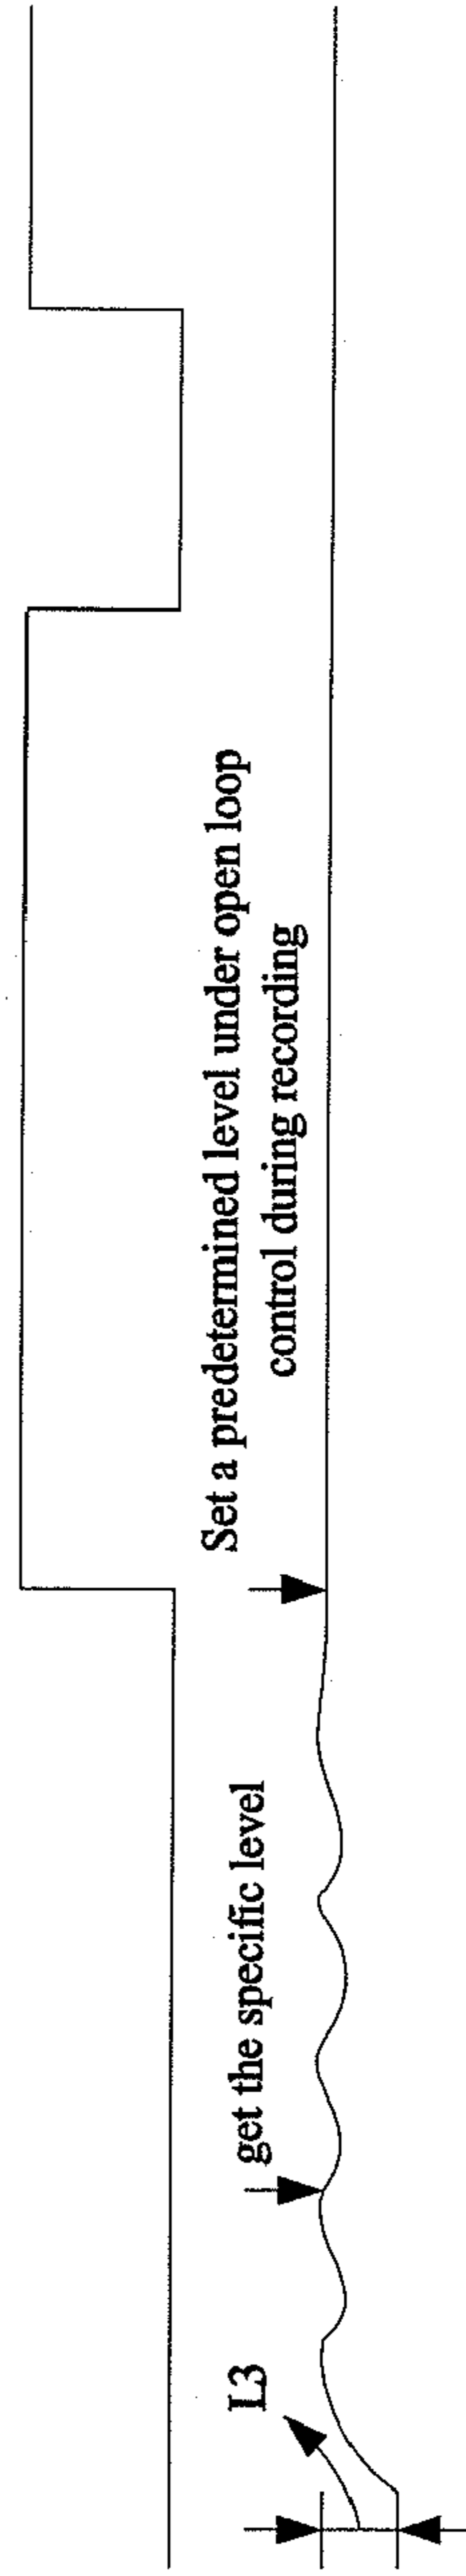 L3
get the specific level
Set a predetermined level under open loop
control during recording